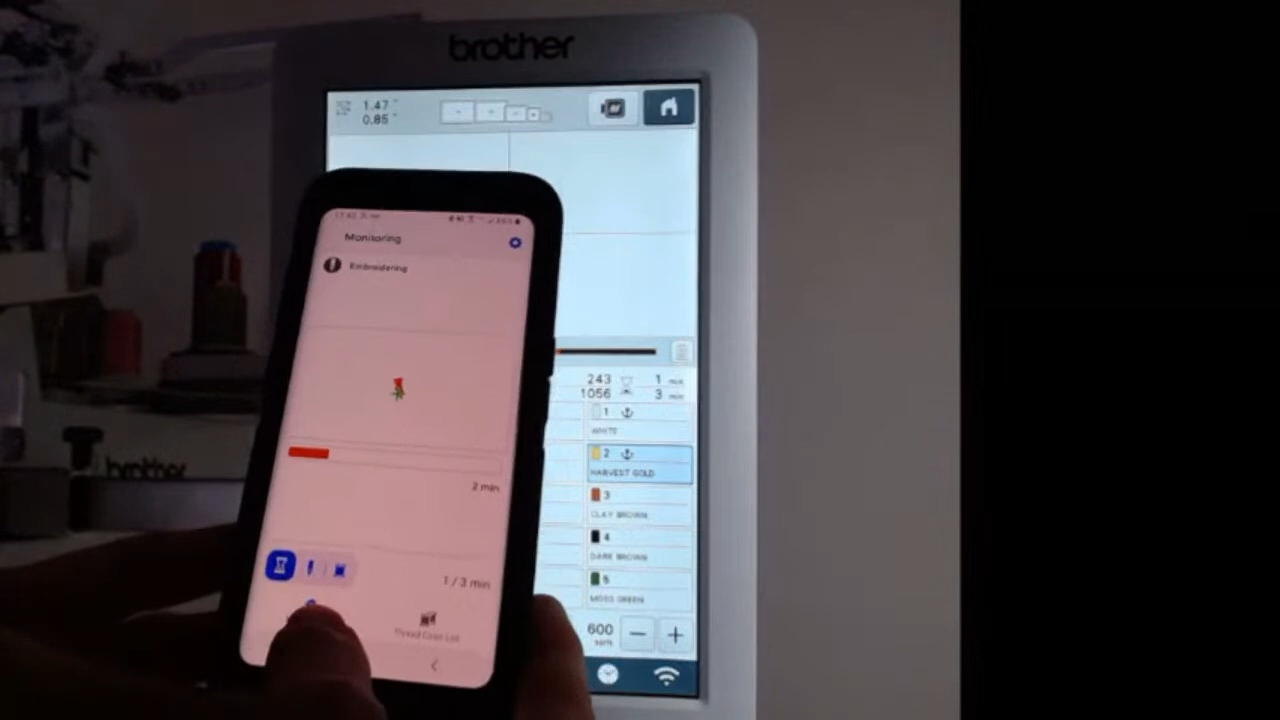 brother
1.47 "
0.85 "
Monitoring
Embroidering
2 min
1 / 3 min
Thread Color List
243 1 min
1056 3 min
1
WHITE
2
HARVEST GOLD
3
CLAY BROWN
4
DARK BROWN
5
MOSS GREEN
600
brother